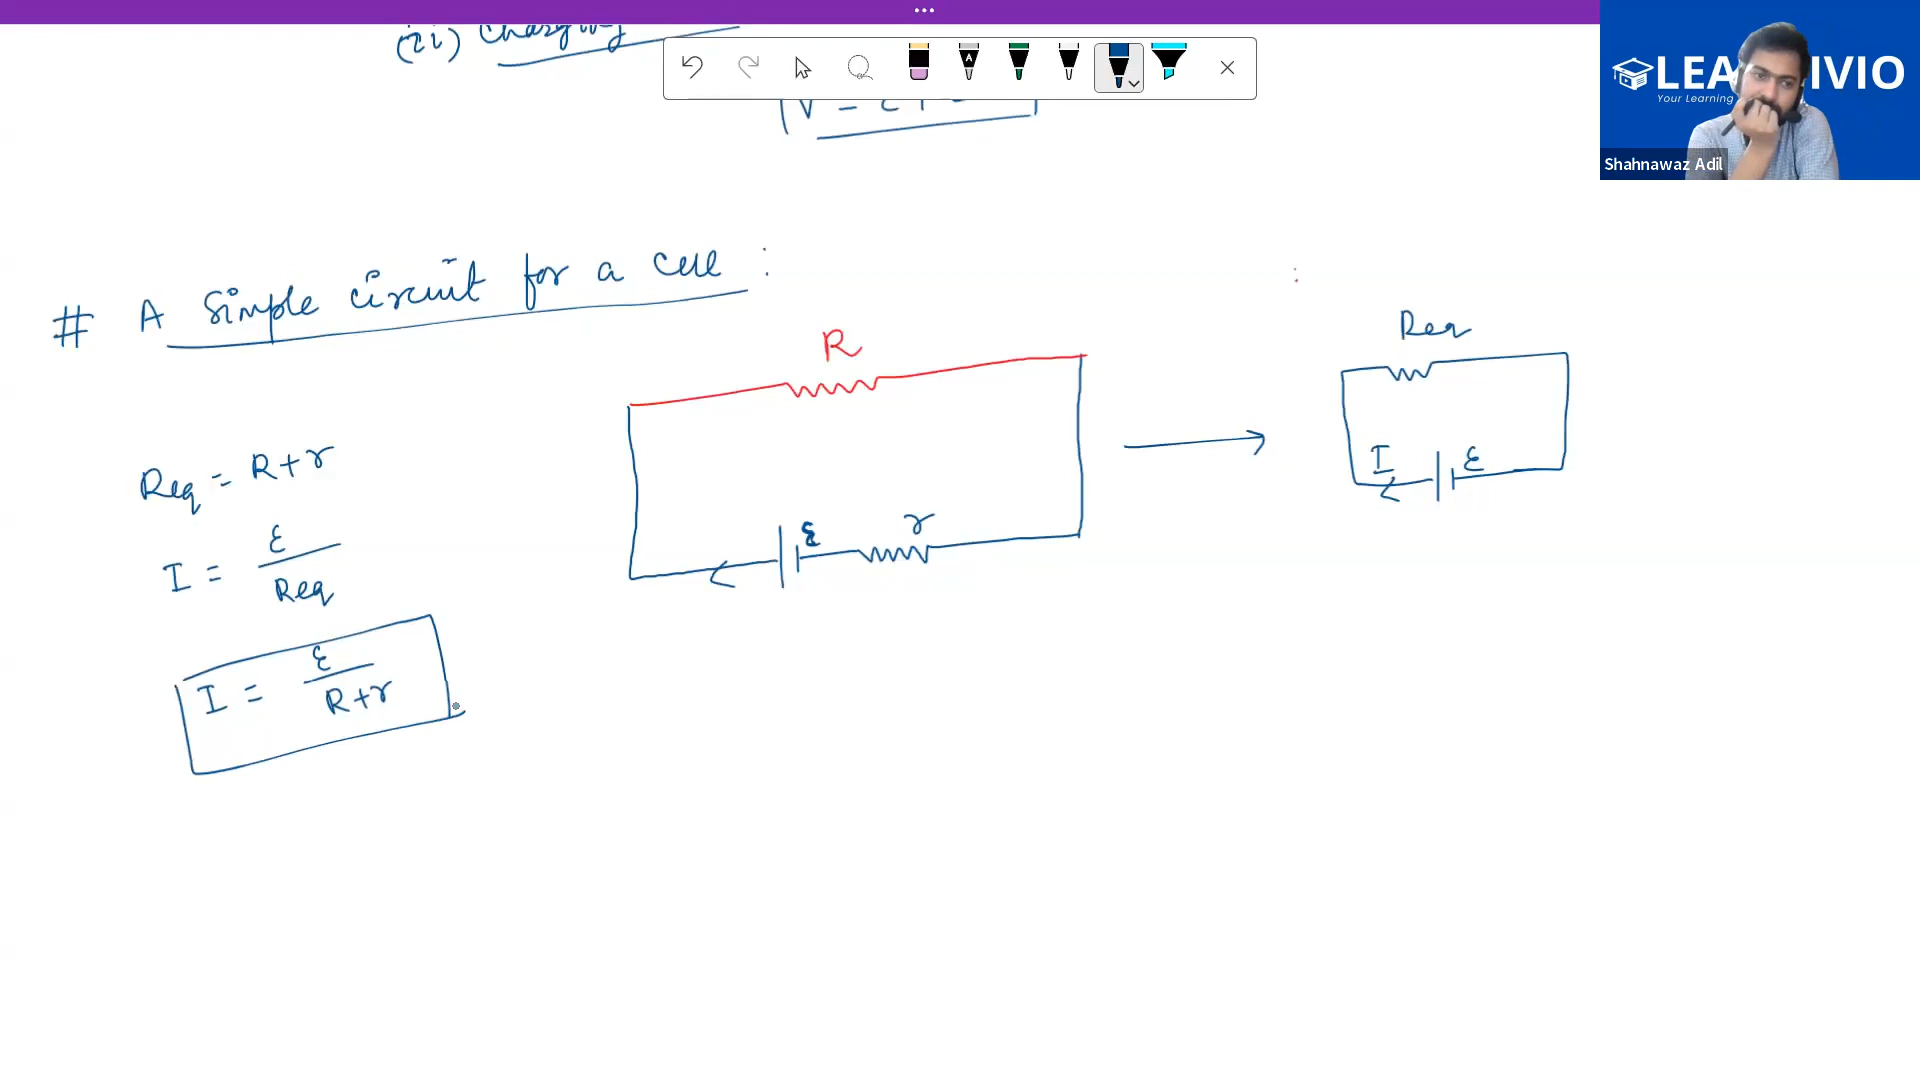 (ii) Charging
V = ε +
LEA IVIO
Your Learning
Shahnawaz Adil
# A simple circuit for a cell :
R
Req
Req = R+r
I ε
ε r
I = ε / Req
I = ε / R+r